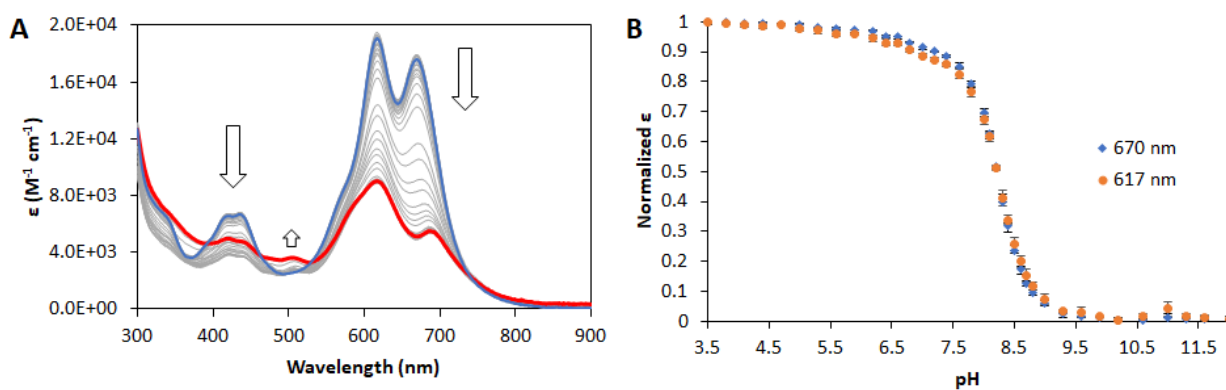 A
2.0E+04
1.6E+04
1.2E+04
8.0E+03
4.0E+03
0.0E+00
ε (M⁻¹ cm⁻¹)
300 400 500 600 700 800 900
Wavelength (nm)
B
1
0.9
0.8
0.7
0.6
0.5
0.4
0.3
0.2
0.1
0
Normalized ε
3.5 4.5 5.5 6.5 7.5 8.5 9.5 10.5 11.5
pH
670 nm
617 nm